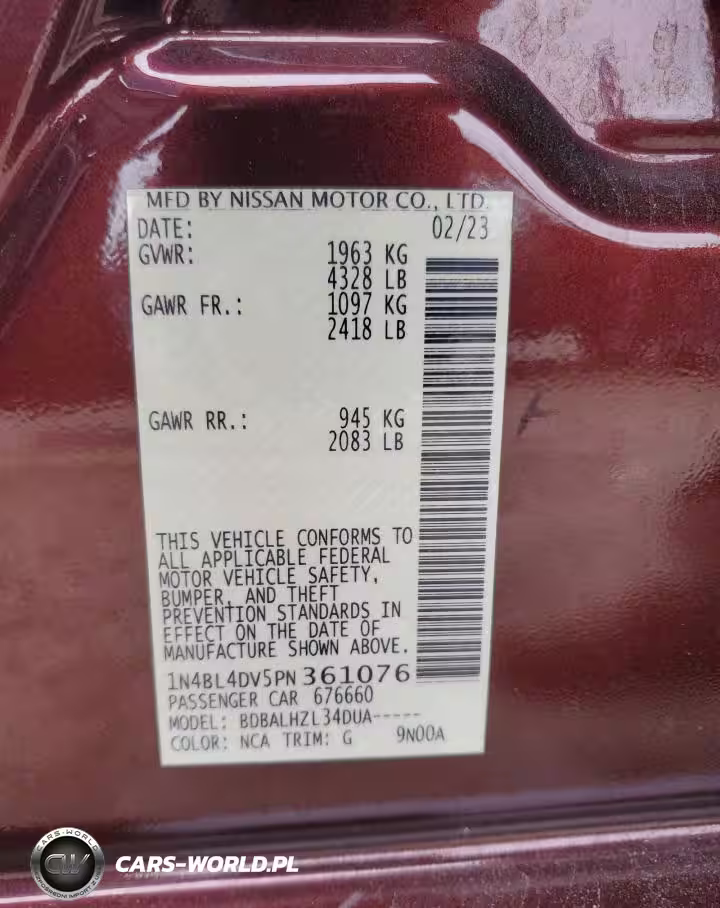 MFD BY NISSAN MOTOR CO., LTD.
DATE: 02/23
GVWR: 1963 KG
4328 LB
GAWR FR.: 1097 KG
2418 LB
GAWR RR.: 945 KG
2083 LB
THIS VEHICLE CONFORMS TO
ALL APPLICABLE FEDERAL
MOTOR VEHICLE SAFETY,
BUMPER, AND THEFT
PREVENTION STANDARDS IN
EFFECT ON THE DATE OF
MANUFACTURE SHOWN ABOVE.
1N4BL4DV5PN361076
PASSENGER CAR 676660
MODEL: BDBALHZL34DUA-----
COLOR: NCA TRIM: G 9N00A
CARS-WORLD
CW
CARS-WORLD.PL